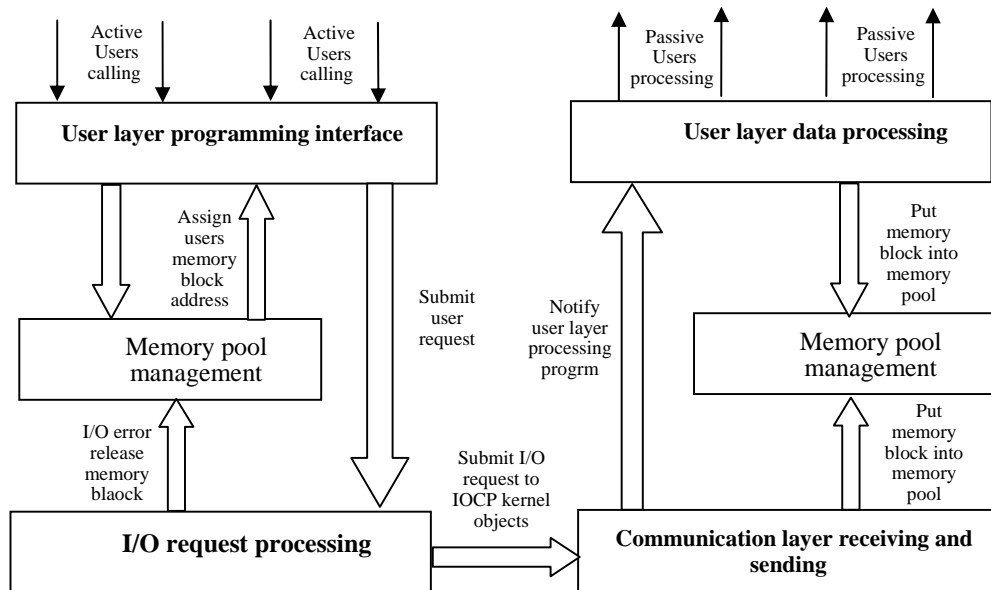 Active
Users
calling
Active
Users
calling
Passive
Users
processing
Passive
Users
processing
User layer programming interface
User layer data processing
Assign
users
memory
block
address
Submit
user
request
Notify
user layer
processing
progrm
Put
memory
block into
memory
pool
Memory pool
management
Memory pool
management
I/O error
release
memory
blaock
Submit I/O
request to
IOCP kernel
objects
Put
memory
block into
memory
pool
I/O request processing
Communication layer receiving and
sending